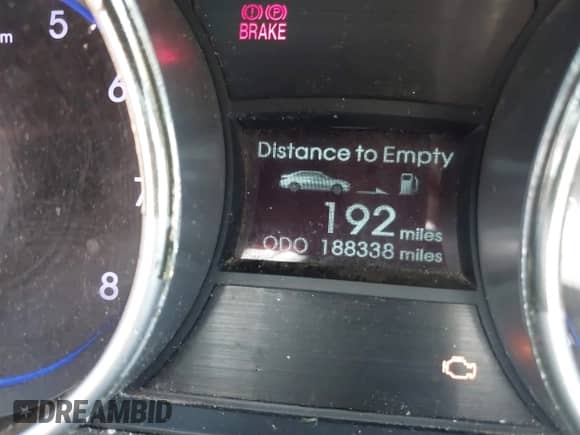 5
m
(!) (P)
BRAKE
6
Distance to Empty
192 miles
7
ODO 188338 miles
8
DREAMBID